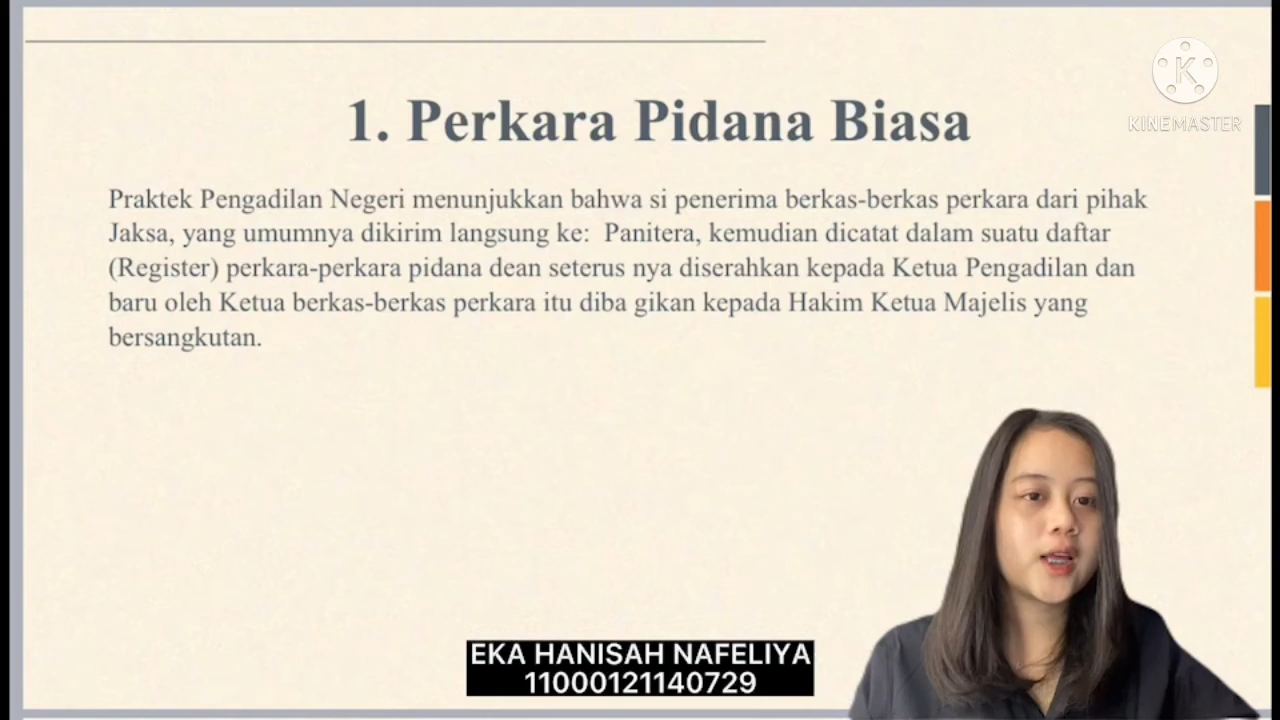 1. Perkara Pidana Biasa
Praktek Pengadilan Negeri menunjukkan bahwa si penerima berkas-berkas perkara dari pihak
Jaksa, yang umumnya dikirim langsung ke:  Panitera, kemudian dicatat dalam suatu daftar
(Register) perkara-perkara pidana dean seterus nya diserahkan kepada Ketua Pengadilan dan
baru oleh Ketua berkas-berkas perkara itu diba gikan kepada Hakim Ketua Majelis yang
bersangkutan.
K
KINEMASTER
EKA HANISAH NAFELIYA
11000121140729